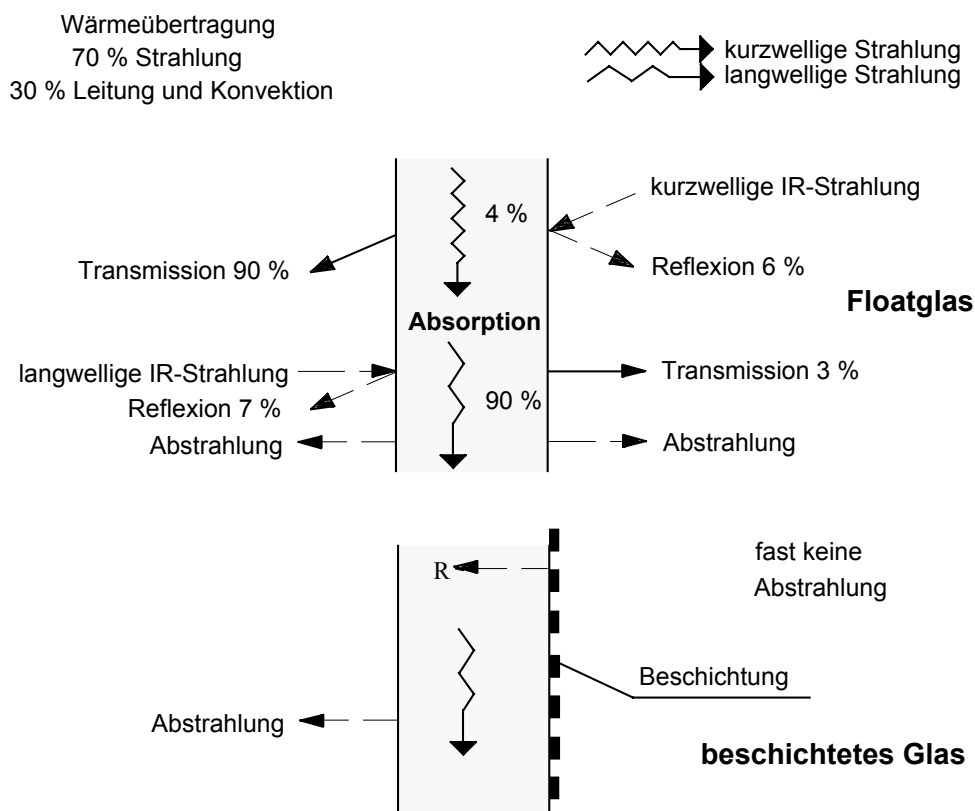 Wärmeübertragung
70 % Strahlung
30 % Leitung und Konvektion
kurzwellige Strahlung
langwellige Strahlung
kurzwellige IR-Strahlung
4 %
Transmission 90 %
Reflexion 6 %
Floatglas
Absorption
langwellige IR-Strahlung
Transmission 3 %
Reflexion 7 %
90 %
Abstrahlung
Abstrahlung
fast keine
Abstrahlung
R
Beschichtung
Abstrahlung
beschichtetes Glas